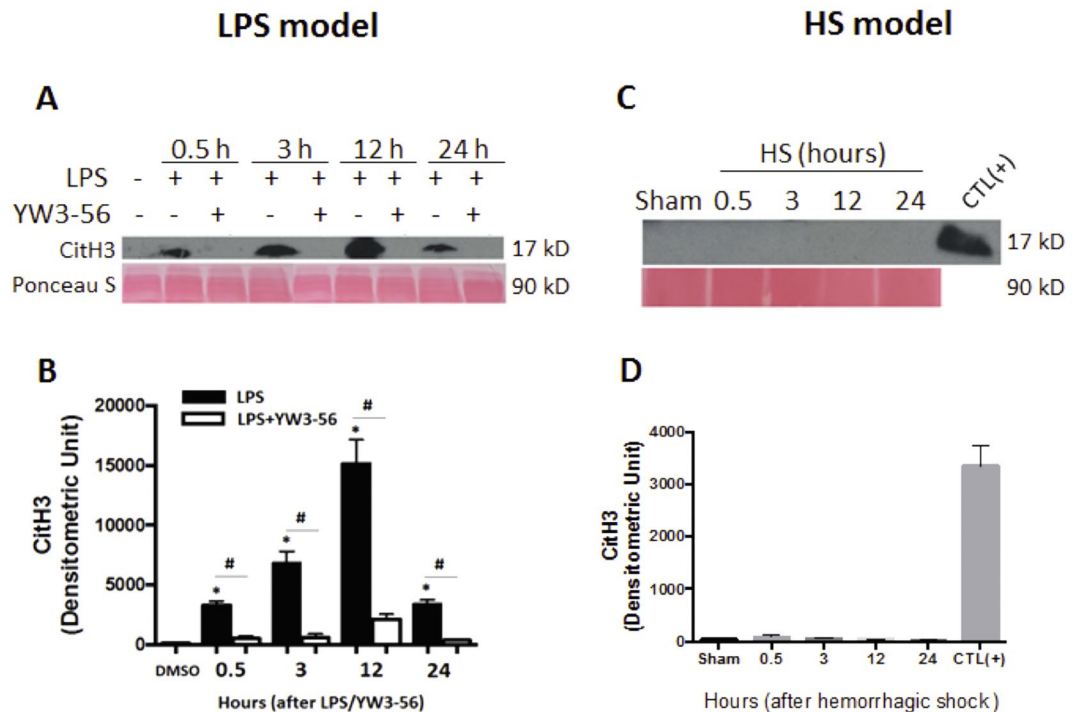 LPS model
HS model
A
0.5 h 3 h 12 h 24 h
LPS - + + + + + + + +
YW3-56 - - + - + - + - +
CitH3 17 kD
Ponceau S 90 kD
C
HS (hours)
Sham 0.5 3 12 24 CTL(+)
17 kD
90 kD
B
LPS
LPS+YW3-56
CitH3
(Densitometric Unit)
20000
15000
10000
5000
0
* # * # * # * #
DMSO 0.5 3 12 24
Hours (after LPS/YW3-56)
D
CitH3
(Densitometric Unit)
4000
3000
2000
1000
0
Sham 0.5 3 12 24 CTL(+)
Hours (after hemorrhagic shock)